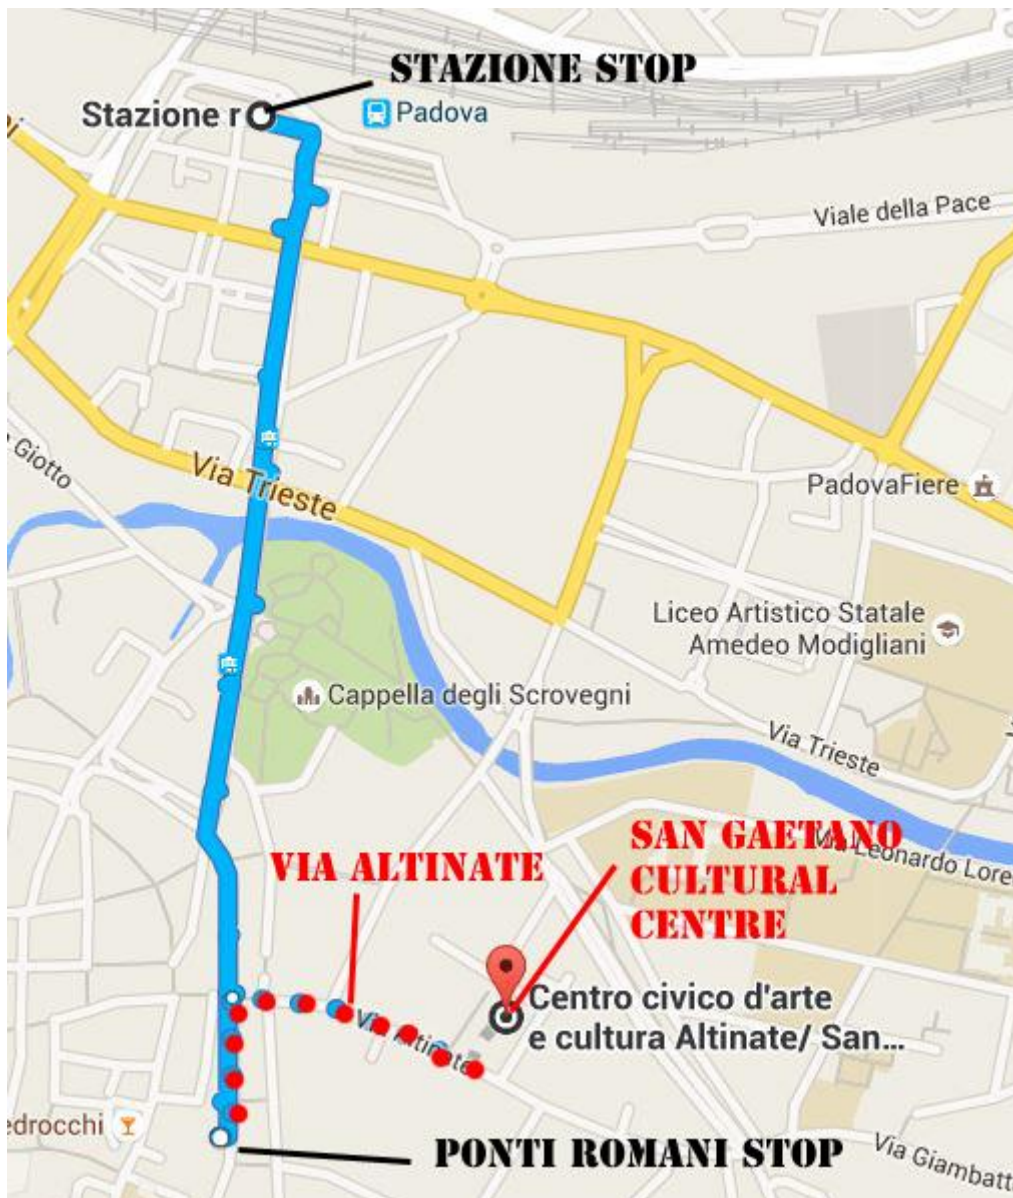 STAZIONE STOP
Stazione r
Padova
Viale della Pace
Giotto
Via Trieste
PadovaFiere
Liceo Artistico Statale
Amedeo Modigliani
Cappella degli Scrovegni
Via Trieste
SAN GAETANO
CULTURAL
CENTRE
Leonardo Lore
VIA ALTINATE
Centro civico d'arte
e cultura Altinate/ San...
Via Altinate
edrocchi
PONTI ROMANI STOP
Via Giambatt